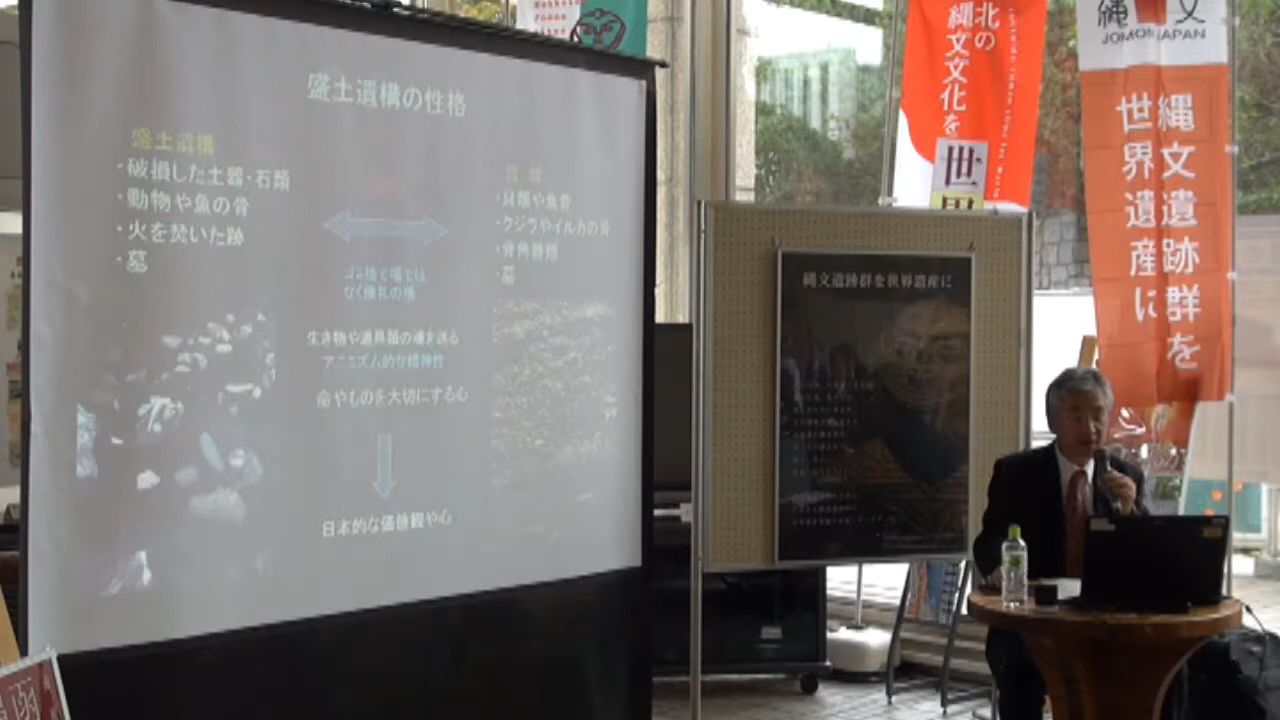 盛土遺構の性格
盛土遺構
・破損した土器・石類
・動物や魚の骨
・火を焚いた跡
・墓
・貝類や魚骨
・クジラやイルカの骨
・骨角器類
・墓
ゴミ捨て場では
なく儀礼の場
生き物や道具類の魂を送る
アニミズム的な精神性
命やものを大切にする心
日本的な価値観や心
縄文遺跡群を世界遺産に
北の
縄文文化を
世界
縄文
JOMON JAPAN
縄文遺跡群を
世界遺産に